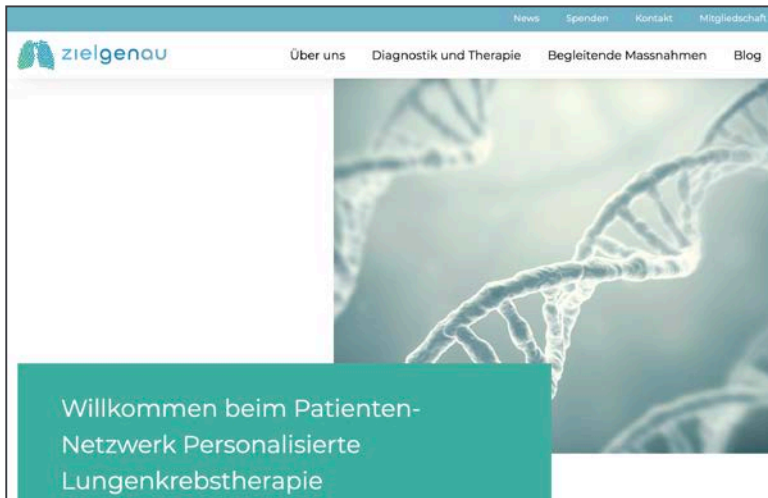 News Spenden Kontakt Mitgliedschaft
zielgenau
Über uns Diagnostik und Therapie Begleitende Massnahmen Blog
Willkommen beim Patienten-
Netzwerk Personalisierte
Lungenkrebstherapie